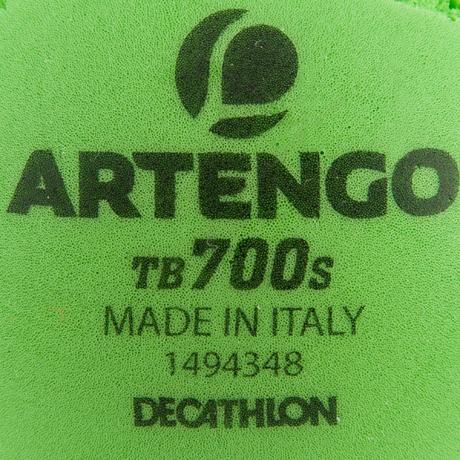 ARTENGO
TB700S
MADE IN ITALY
1494348
DECATHLON